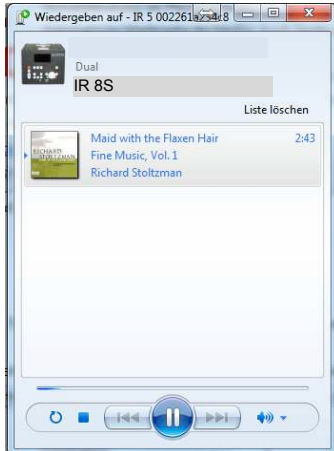 Wiedergeben auf - IR 5 002261a2s4c8
Dual
IR 8S
Liste löschen
Maid with the Flaxen Hair 2:43
Fine Music, Vol. 1
Richard Stoltzman
RICHARD
STOLTZMAN